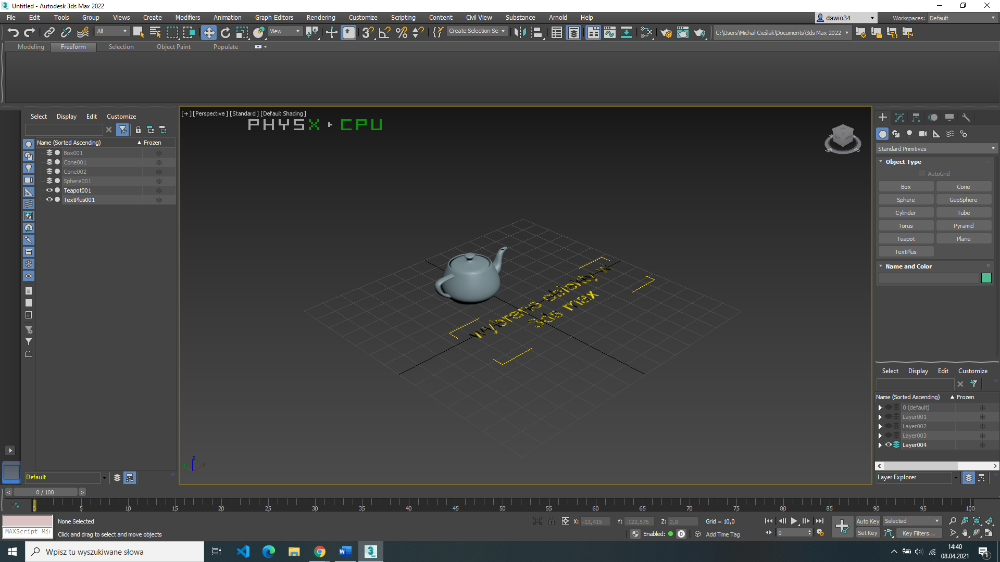 Untitled - Autodesk 3ds Max 2022
File Edit Tools Group Views Create Modifiers Animation Graph Editors Rendering Customize Scripting Content Civil View Substance Arnold Help
dawio34
Workspaces: Default
All
View
Create Selection Se
C:\Users\Michał Cieślak\Documents\3ds Max 2022
Modeling Freeform Selection Object Paint Populate
Select Display Edit Customize
Name (Sorted Ascending) Frozen
Box001
Cone001
Cone002
Sphere001
Teapot001
TextPlus001
Default
[+] [Perspective ] [Standard ] [Default Shading ]
PHYSX CPU
Wybrane obiekty w
3ds max
z
y
x
Standard Primitives
Object Type
AutoGrid
Box Cone
Sphere GeoSphere
Cylinder Tube
Torus Pyramid
Teapot Plane
TextPlus
Name and Color
Select Display Edit Customize
Name (Sorted Ascending) Frozen
0 (default)
Layer001
Layer002
Layer003
Layer004
Layer Explorer
< 0 / 100 >
0 5 10 15 20 25 30 35 40 45 50 55 60 65 70 75 80 85 90 95 100
None Selected
X: -13,415 Y: -122,576 Z: 0,0 Grid = 10,0
Auto Key Selected
MAXScript Mi
Click and drag to select and move objects
Enabled: 0
Add Time Tag
0
Set Key Key Filters...
Wpisz tu wyszukiwane słowa
14:40
08.04.2021
1